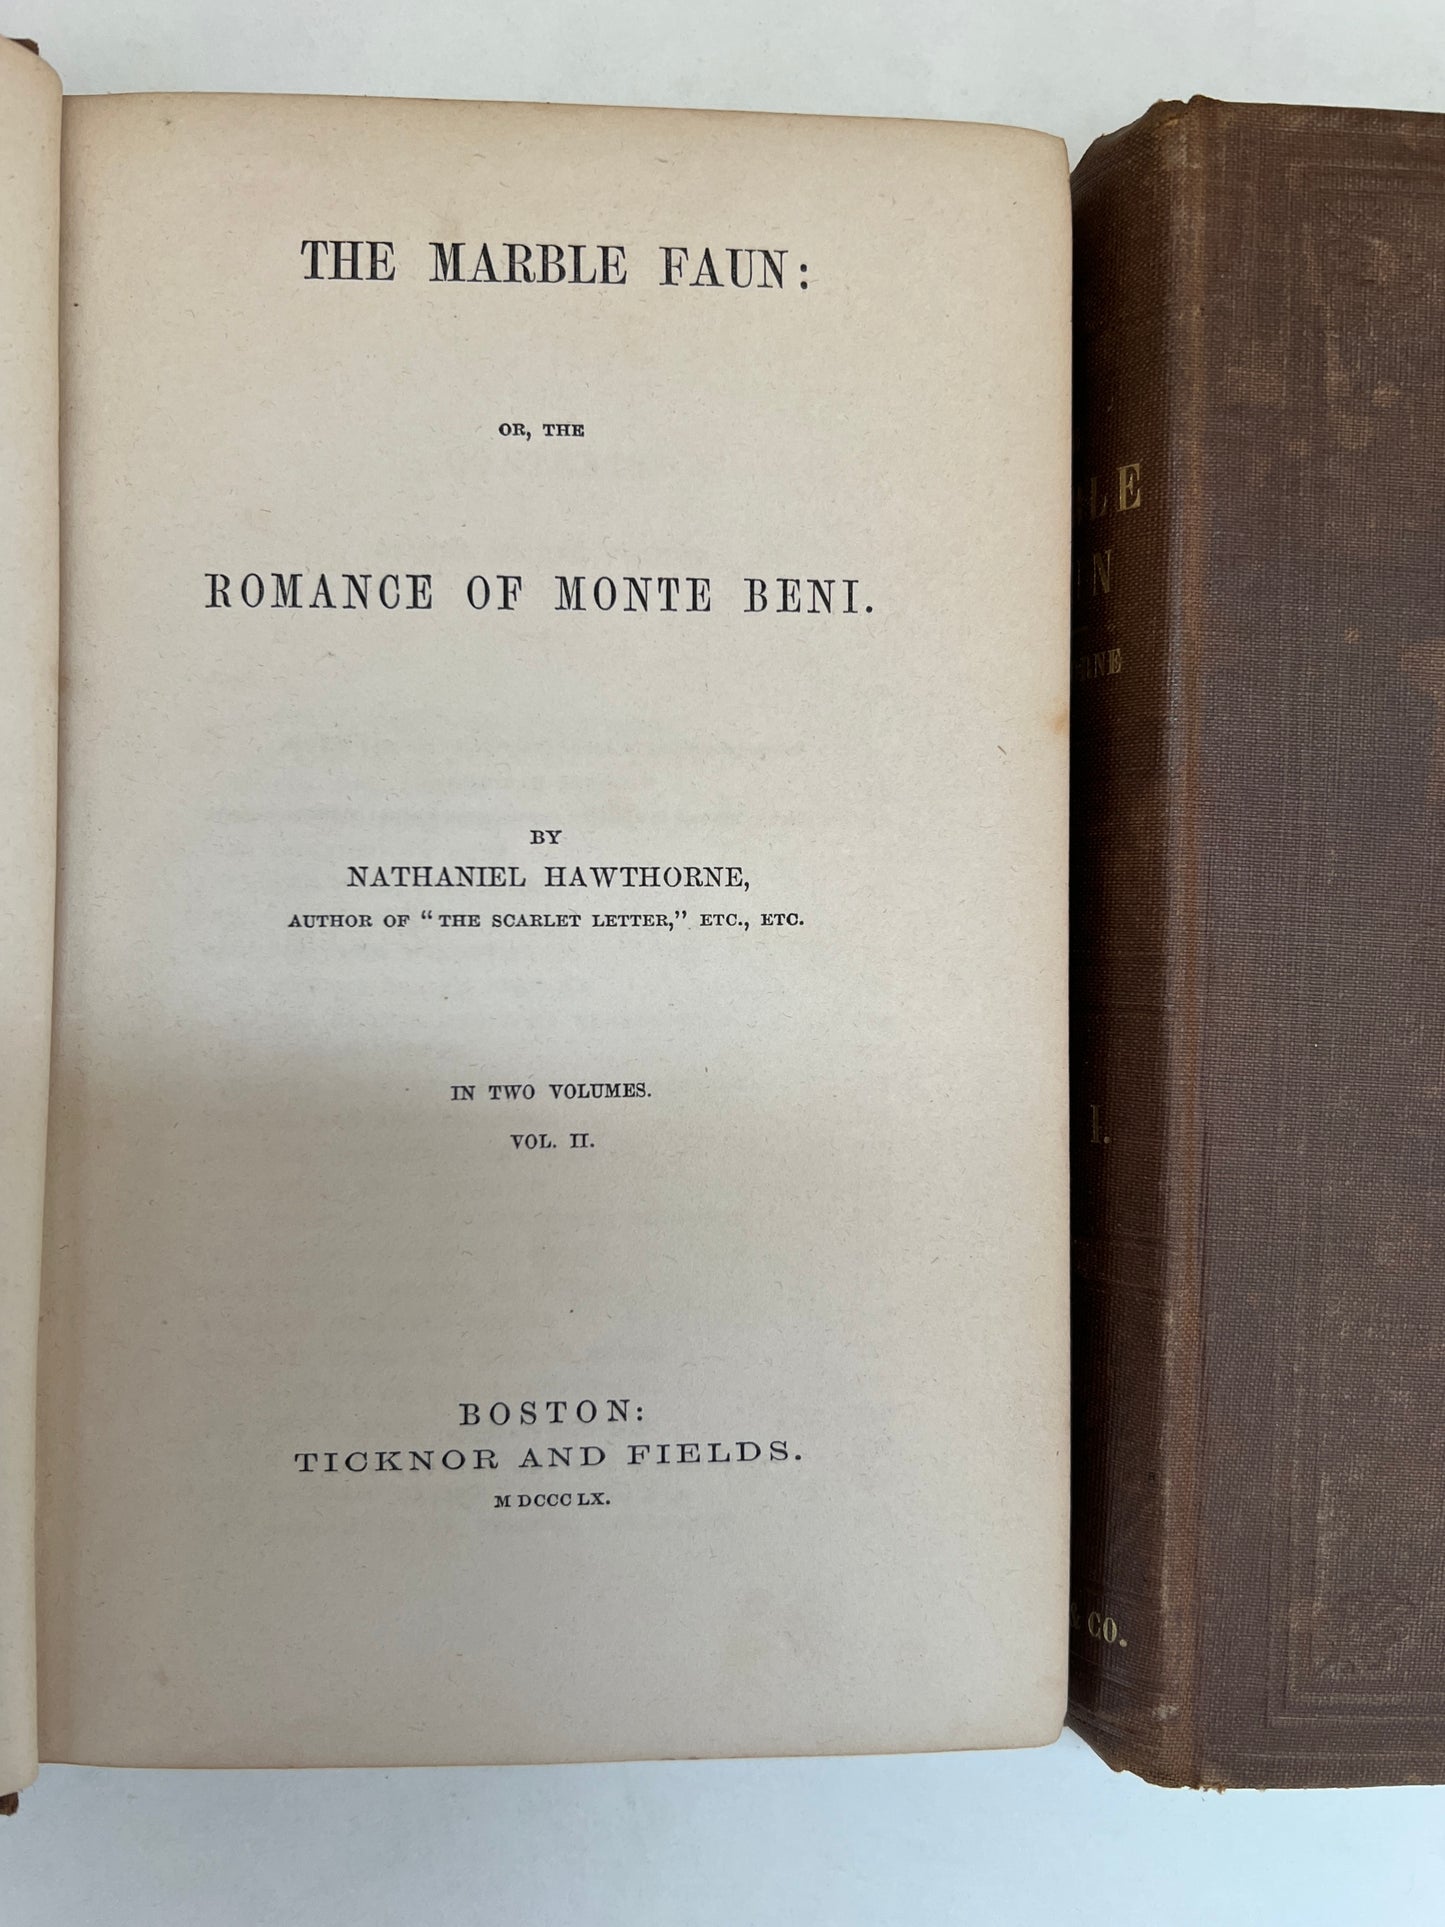 THE MARBLE FAUN:
OR, THE
ROMANCE OF MONTE BENI.
BY
NATHANIEL HAWTHORNE,
AUTHOR OF “THE SCARLET LETTER,” ETC., ETC.
IN TWO VOLUMES.
VOL. II.
BOSTON:
TICKNOR AND FIELDS.
M DCCC LX.
I.
& CO.